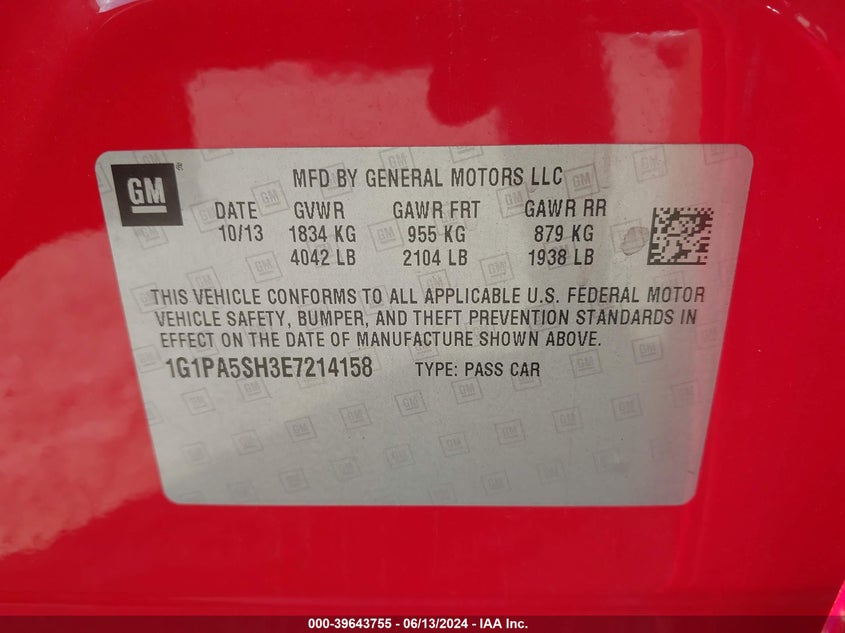 GM ®
MFD BY GENERAL MOTORS LLC
DATE GVWR GAWR FRT GAWR RR
10/13 1834 KG 955 KG 879 KG
4042 LB 2104 LB 1938 LB
THIS VEHICLE CONFORMS TO ALL APPLICABLE U.S. FEDERAL MOTOR
VEHICLE SAFETY, BUMPER, AND THEFT PREVENTION STANDARDS IN
EFFECT ON THE DATE OF MANUFACTURE SHOWN ABOVE.
1G1PA5SH3E7214158 TYPE: PASS CAR
000-39643755 - 06/13/2024 - IAA Inc.